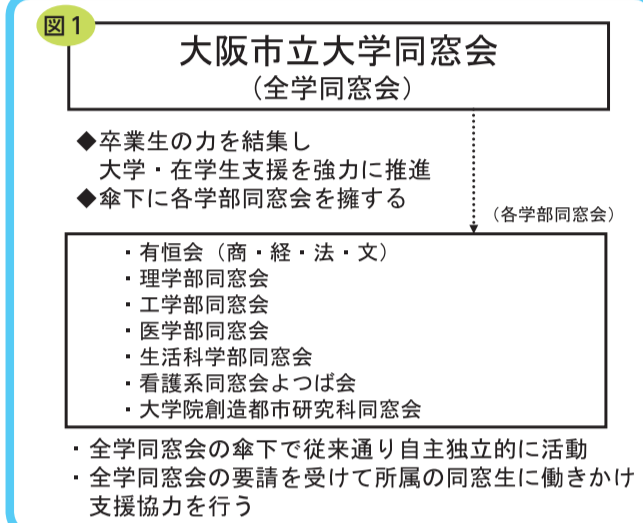 図1
大阪市立大学同窓会
（全学同窓会）
◆卒業生の力を結集し
大学・在学生支援を強力に推進
◆傘下に各学部同窓会を擁する
（各学部同窓会）
・有恒会（商・経・法・文）
・理学部同窓会
・工学部同窓会
・医学部同窓会
・生活科学部同窓会
・看護系同窓会よつば会
・大学院創造都市研究科同窓会
・全学同窓会の傘下で従来通り自主独立的に活動
・全学同窓会の要請を受けて所属の同窓生に働きかけ
支援協力を行う